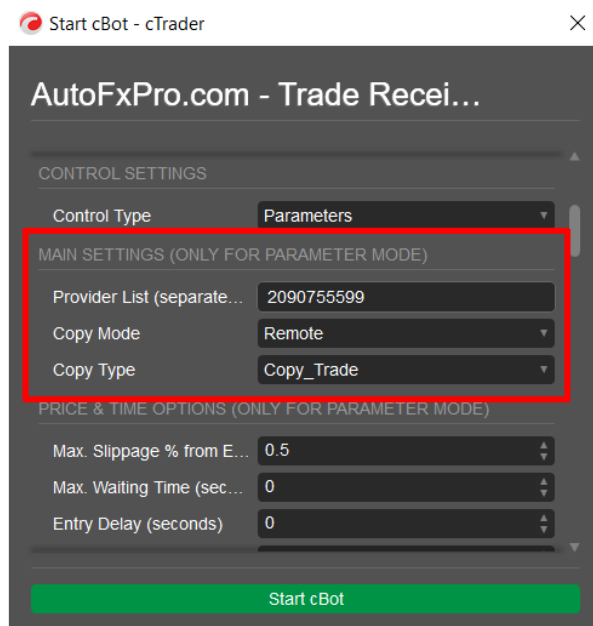 Start cBot - cTrader
AutoFxPro.com - Trade Recei...
CONTROL SETTINGS
Control Type Parameters
MAIN SETTINGS (ONLY FOR PARAMETER MODE)
Provider List (separate... 2090755599
Copy Mode Remote
Copy Type Copy_Trade
PRICE & TIME OPTIONS (ONLY FOR PARAMETER MODE)
Max. Slippage % from E... 0.5
Max. Waiting Time (sec... 0
Entry Delay (seconds) 0
Start cBot